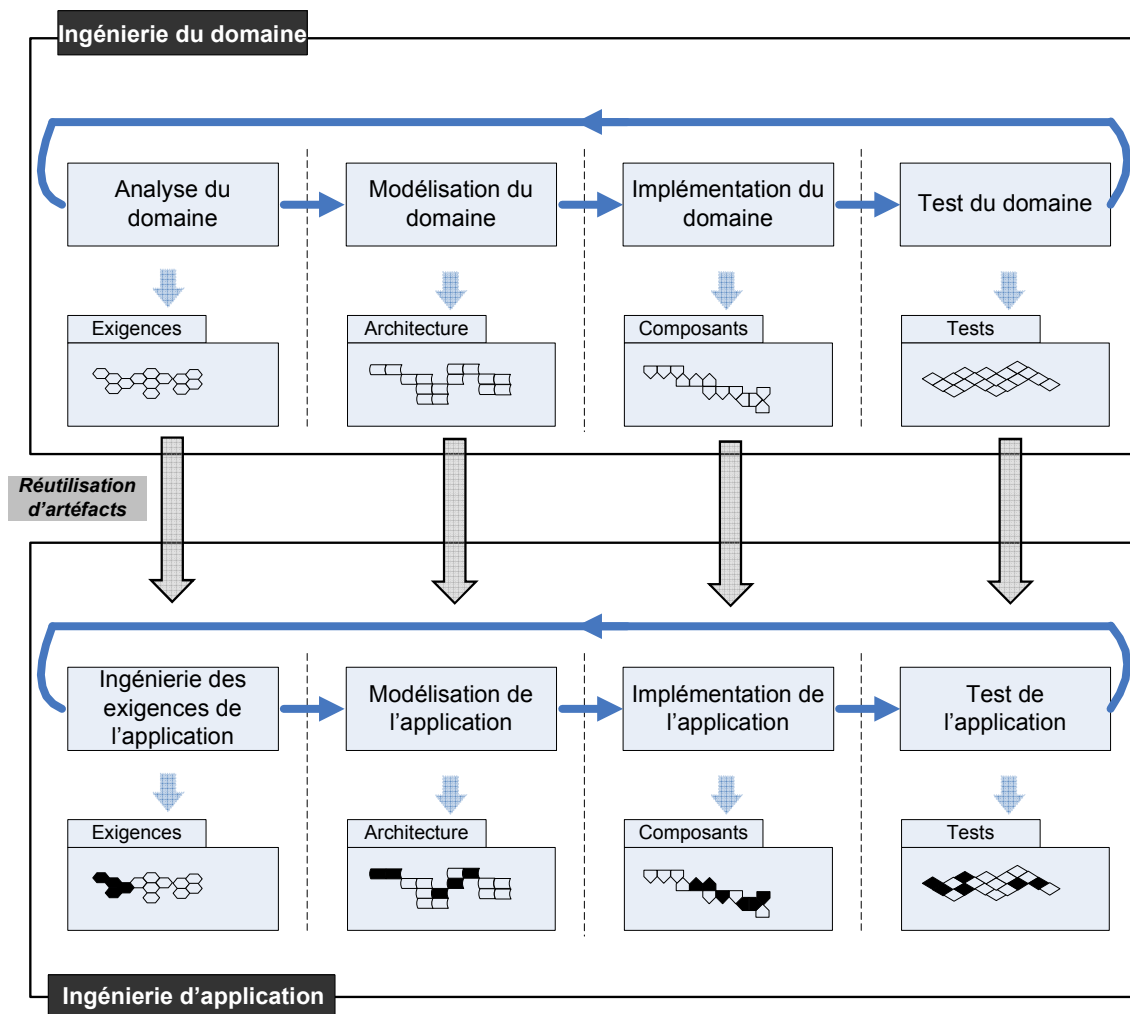 Ingénierie du domaine
Analyse du
domaine
Modélisation du
domaine
Implémentation du
domaine
Test du domaine
Exigences
Architecture
Composants
Tests
Réutilisation
d'artéfacts
Ingénierie des
exigences de
l'application
Modélisation de
l'application
Implémentation de
l'application
Test de
l'application
Exigences
Architecture
Composants
Tests
Ingénierie d'application